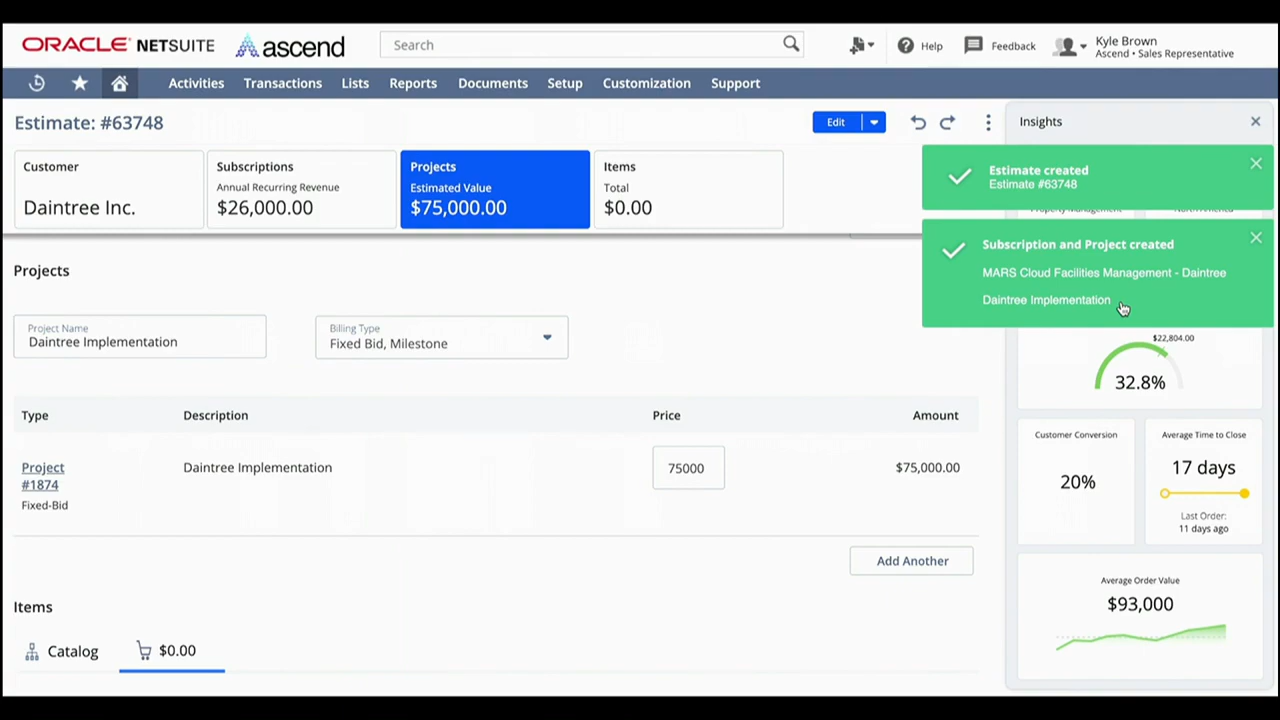 ORACLE NETSUITE
ascend
Search
Help
Feedback
Kyle Brown
Ascend • Sales Representative
Activities
Transactions
Lists
Reports
Documents
Setup
Customization
Support
Estimate: #63748
Edit
Insights
Customer
Daintree Inc.
Subscriptions
Annual Recurring Revenue
$26,000.00
Projects
Estimated Value
$75,000.00
Items
Total
$0.00
Estimate created
Estimate #63748
Subscription and Project created
MARS Cloud Facilities Management - Daintree
Daintree Implementation
Projects
Project Name
Daintree Implementation
Billing Type
Fixed Bid, Milestone
Type
Description
Price
Amount
Project
#1874
Fixed-Bid
Daintree Implementation
75000
$75,000.00
Add Another
Items
Catalog
$0.00
$22,804.00
32.8%
Customer Conversion
20%
Average Time to Close
17 days
Last Order:
11 days ago
Average Order Value
$93,000